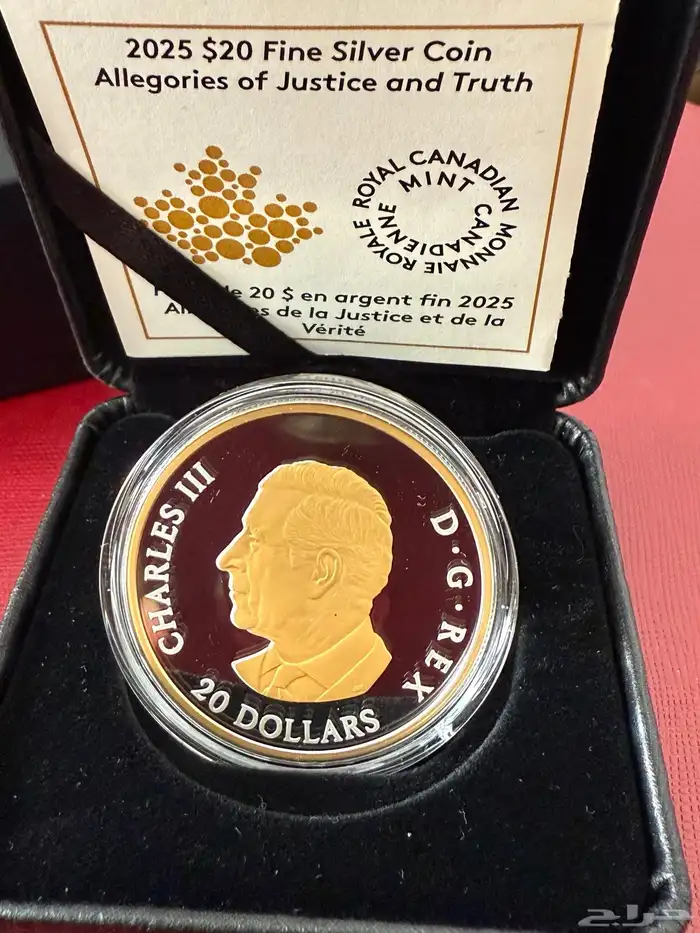 2025 $20 Fine Silver Coin
Allegories of Justice and Truth
ROYAL CANADIAN MINT
MONNAIE ROYALE CANADIENNE
20 $ en argent fin 2025
de la Justice et de la
Vérité
CHARLES III
D·G·REX
20 DOLLARS
حراج